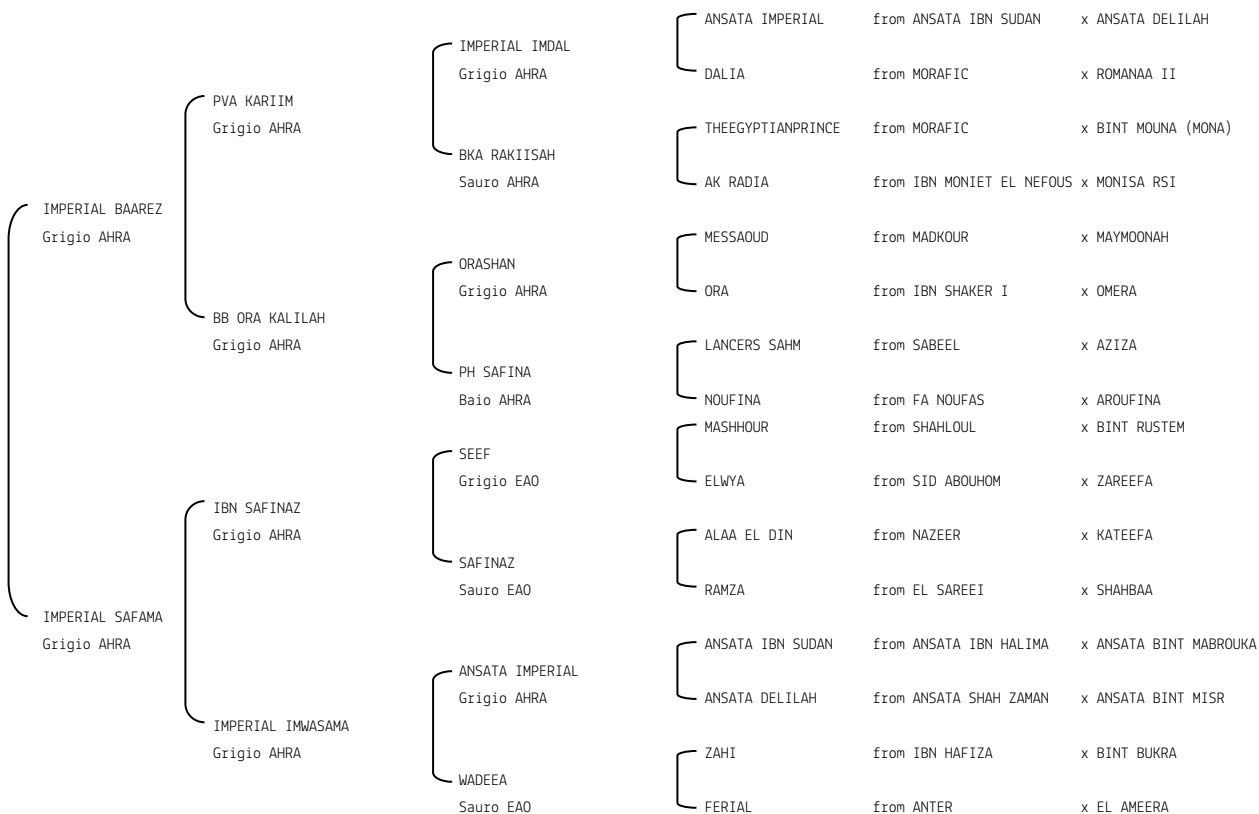 ANSATA IMPERIAL from ANSATA IBN SUDAN x ANSATA DELILAH
IMPERIAL IMDAL
Grigio AHRA DALIA from MORAFIC x ROMANAA II
PVA KARIIM
Grigio AHRA THEEGYPTIANPRINCE from MORAFIC x BINT MOUNA (MONA)
BKA RAKIISAH
Sauro AHRA AK RADIA from IBN MONIET EL NEFOUS x MONISA RSI
IMPERIAL BAAREZ
Grigio AHRA MESSAOUD from MADKOUR x MAYMOONAH
ORASHAN
Grigio AHRA ORA from IBN SHAKER I x OMERA
BB ORA KALILAH
Grigio AHRA LANCERS SAHM from SABEEL x AZIZA
PH SAFINA
Baio AHRA NOUFINA from FA NOUFAS x AROUFINA
MASHHOUR from SHAHLOUL x BINT RUSTEM
SEEF
Grigio EAO ELWYA from SID ABOUHOM x ZAREEFA
IBN SAFINAZ
Grigio AHRA ALAA EL DIN from NAZEER x KATEEFA
SAFINAZ
Sauro EAO RAMZA from EL SAREEI x SHAHBAA
IMPERIAL SAFAMA
Grigio AHRA ANSATA IBN SUDAN from ANSATA IBN HALIMA x ANSATA BINT MABROUKA
ANSATA IMPERIAL
Grigio AHRA ANSATA DELILAH from ANSATA SHAH ZAMAN x ANSATA BINT MISR
IMPERIAL IMWASAMA
Grigio AHRA ZAHI from IBN HAFIZA x BINT BUKRA
WADEEA
Sauro EAO FERIAL from ANTER x EL AMEERA